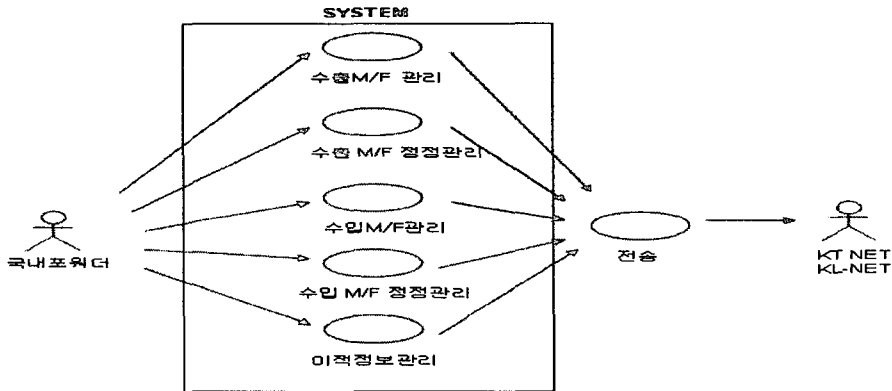 SYSTEM
수출M/F 관리
수출 M/F 정정관리
수입M/F관리
국내포워더
전송
KT NET
KL-NET
수입 M/F 정정관리
이적정보관리